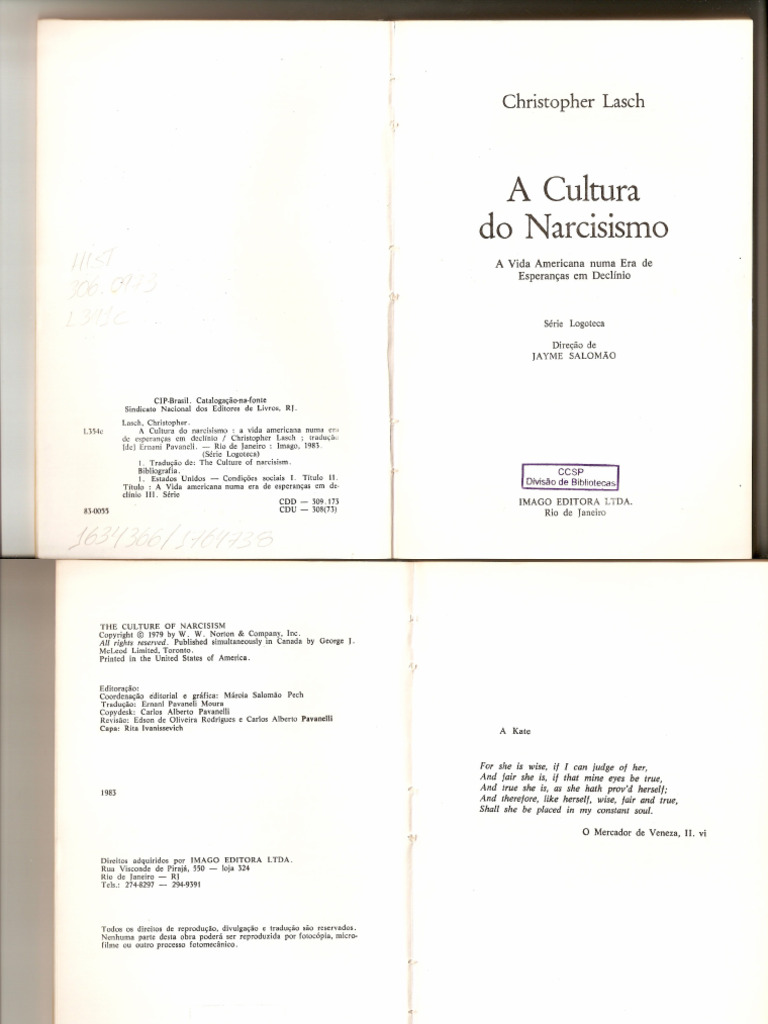 HIST
306.0973
L391c
CIP-Brasil. Catalogação-na-fonte
Sindicato Nacional dos Editores de Livros, RJ.
Lasch, Christopher.
L354c A Cultura do narcisismo : a vida americana numa era
de esperanças em declínio / Christopher Lasch ; tradução
[de] Ernani Pavaneli. — Rio de Janeiro : Imago, 1983.
(Série Logoteca)
1. Tradução de: The Culture of narcisism.
Bibliografia.
1. Estados Unidos — Condições sociais I. Título II.
Título : A Vida americana numa era de esperanças em de-
clínio III. Série
CDD — 309.173
83-0055 CDU — 308(73)
1634366/1764738
Christopher Lasch
A Cultura
do Narcisismo
A Vida Americana numa Era de
Esperanças em Declínio
Série Logoteca
Direção de
JAYME SALOMÃO
CCSP
Divisão de Bibliotecas
IMAGO EDITORA LTDA.
Rio de Janeiro
THE CULTURE OF NARCISISM
Copyright © 1979 by W. W. Norton & Company, Inc.
All rights reserved. Published simultaneously in Canada by George J.
McLeod Limited, Toronto.
Printed in the United States of America.
Editoração:
Coordenação editorial e gráfica: Márcia Salomão Pech
Tradução: Ernani Pavaneli Moura
Copydesk: Carlos Alberto Pavanelli
Revisão: Edson de Oliveira Rodrigues e Carlos Alberto Pavanelli
Capa: Rita Ivanissevich
1983
Direitos adquiridos por IMAGO EDITORA LTDA.
Rua Visconde de Pirajá, 550 — loja 324
Rio de Janeiro — RJ
Tels.: 274-8297 — 294-9391
Todos os direitos de reprodução, divulgação e tradução são reservados.
Nenhuma parte desta obra poderá ser reproduzida por fotocópia, micro-
filme ou outro processo fotomecânico.
A Kate
For she is wise, if I can judge of her,
And fair she is, if that mine eyes be true,
And true she is, as she hath prov'd herself;
And therefore, like herself, wise, fair and true,
Shall she be placed in my constant soul.
O Mercador de Veneza, II. vi